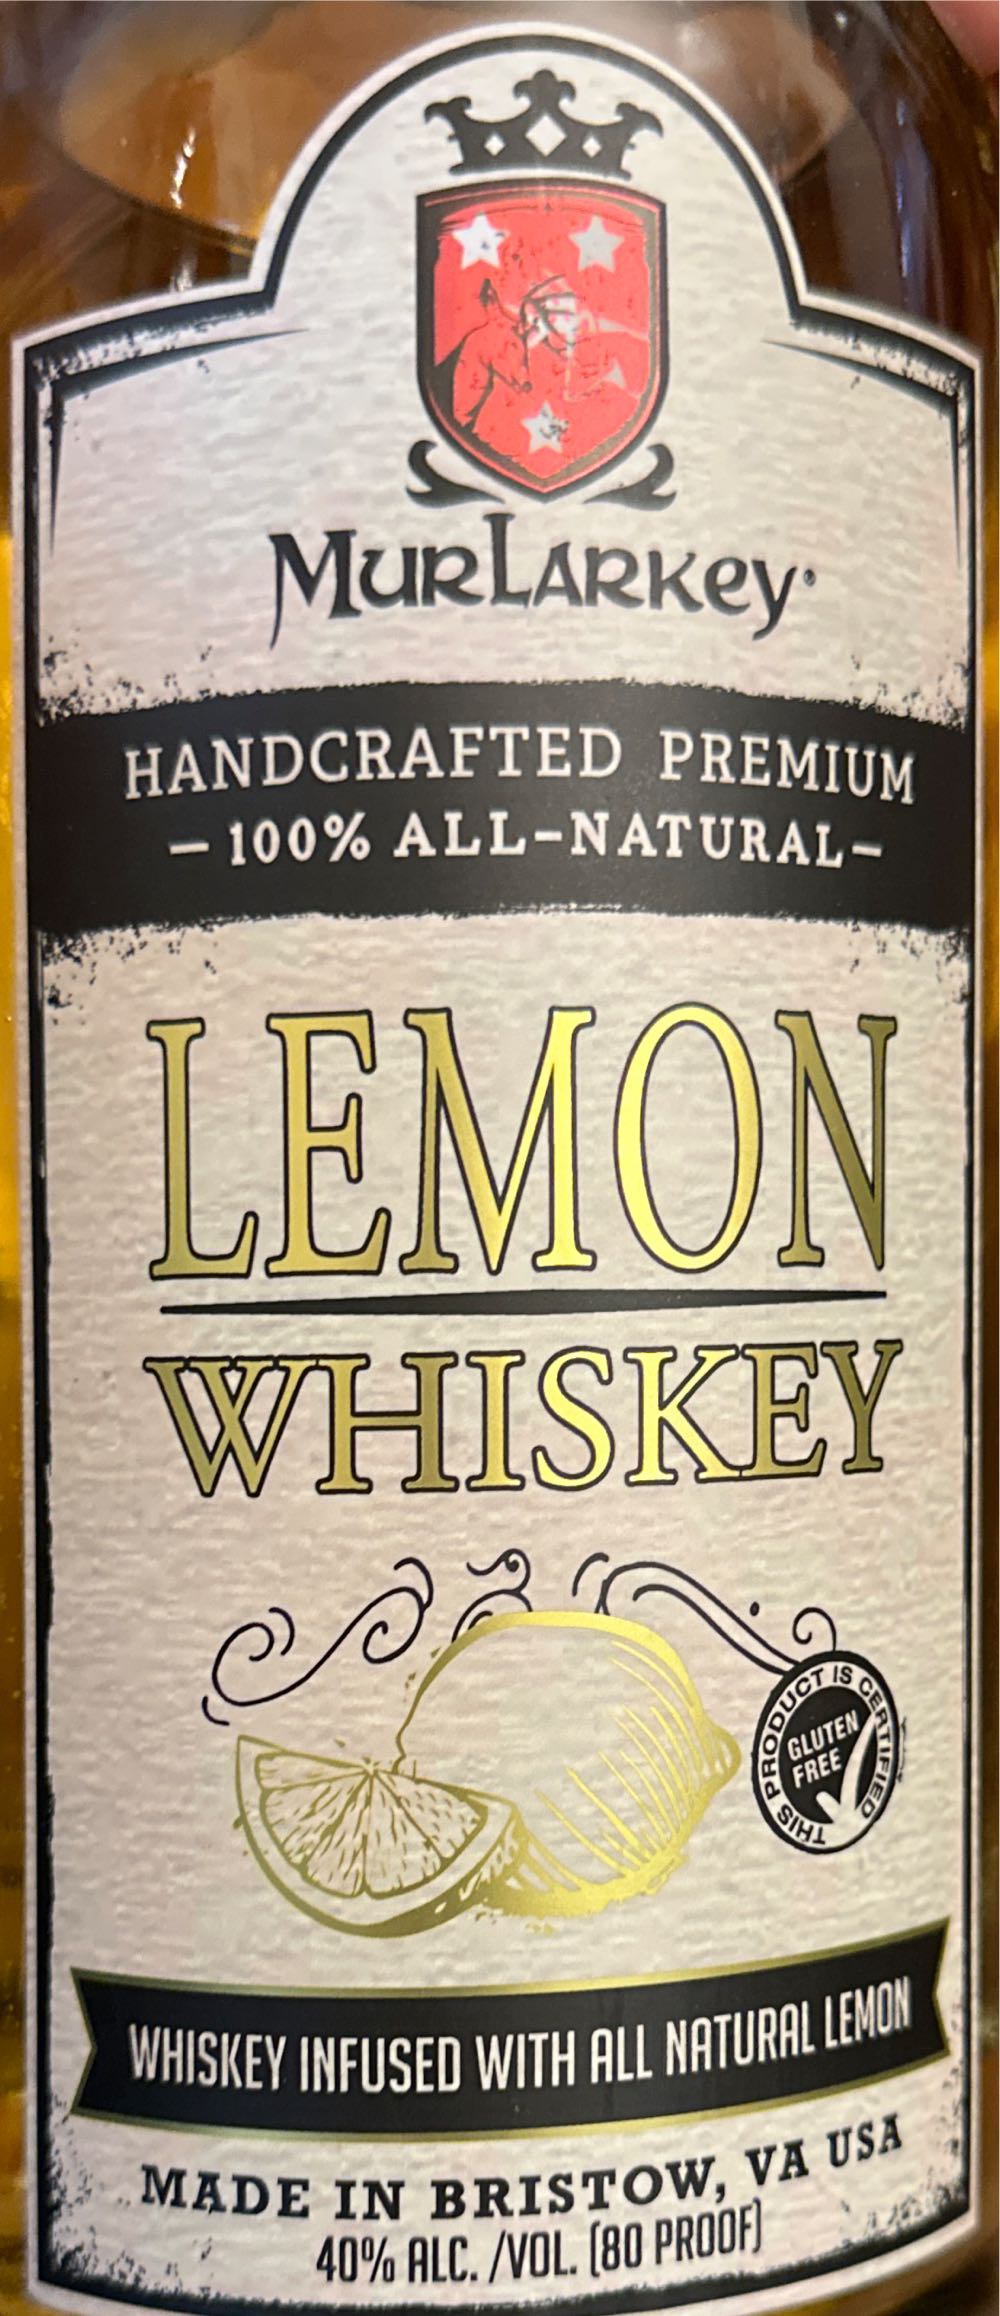 MurLarkey
HANDCRAFTED PREMIUM
– 100% ALL-NATURAL –
LEMON
WHISKEY
THIS PRODUCT IS CERTIFIED
GLUTEN
FREE
WHISKEY INFUSED WITH ALL NATURAL LEMON
MADE IN BRISTOW, VA USA
40% ALC. /VOL. (80 PROOF)